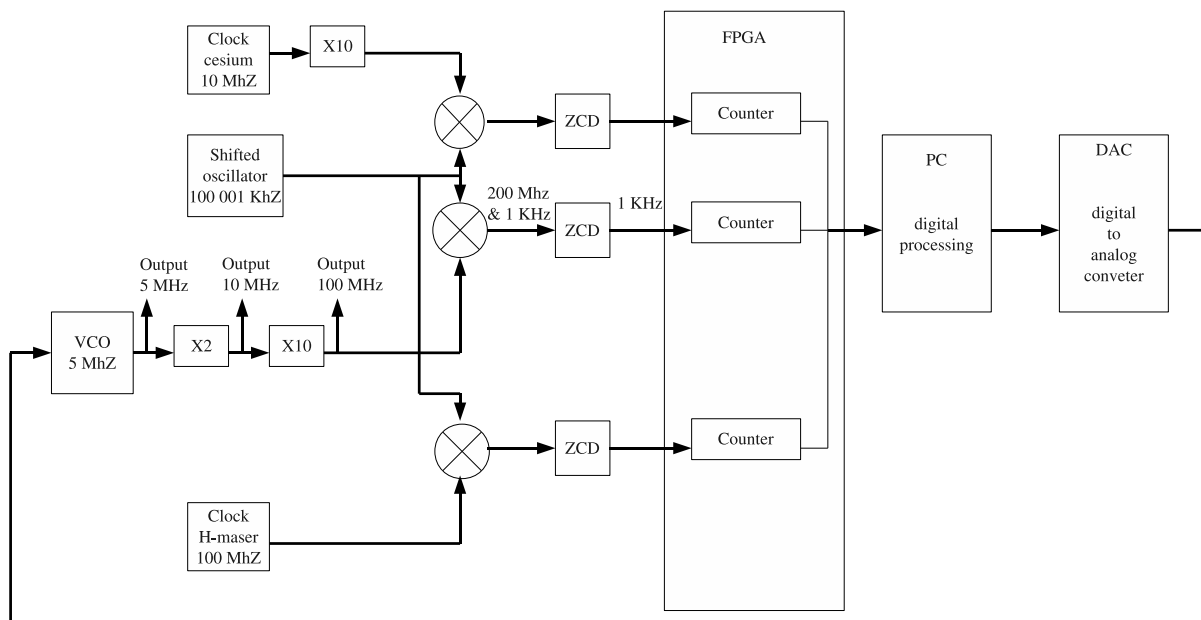 Clock
cesium
10 MhZ
X10
FPGA
ZCD
Counter
Shifted
oscillator
100 001 KhZ
200 Mhz
& 1 KHz
ZCD
1 KHz
Counter
PC
digital
processing
DAC
digital
to
analog
conveter
Output
5 MHz
Output
10 MHz
Output
100 MHz
VCO
5 MhZ
X2
X10
ZCD
Counter
Clock
H-maser
100 MhZ